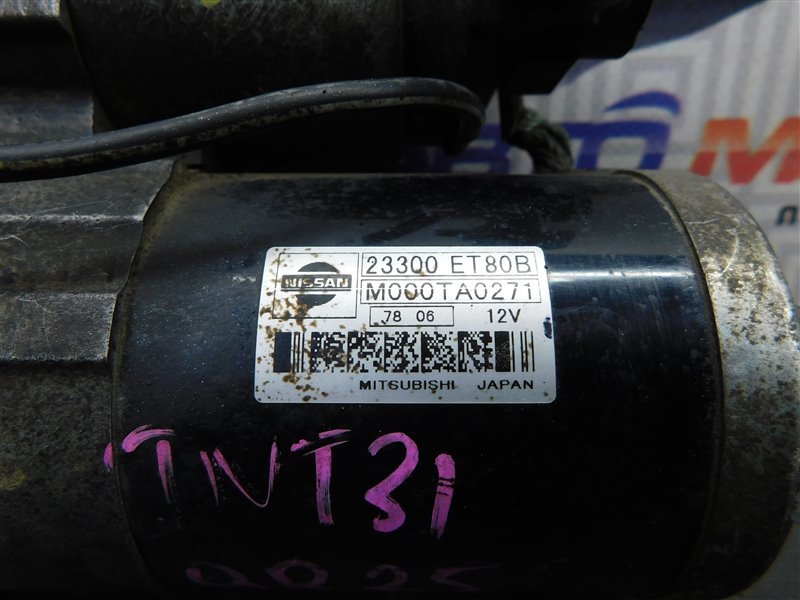 23300 ET80B
NISSAN
M000TA0271
78 06 12V
MITSUBISHI JAPAN
TNT31